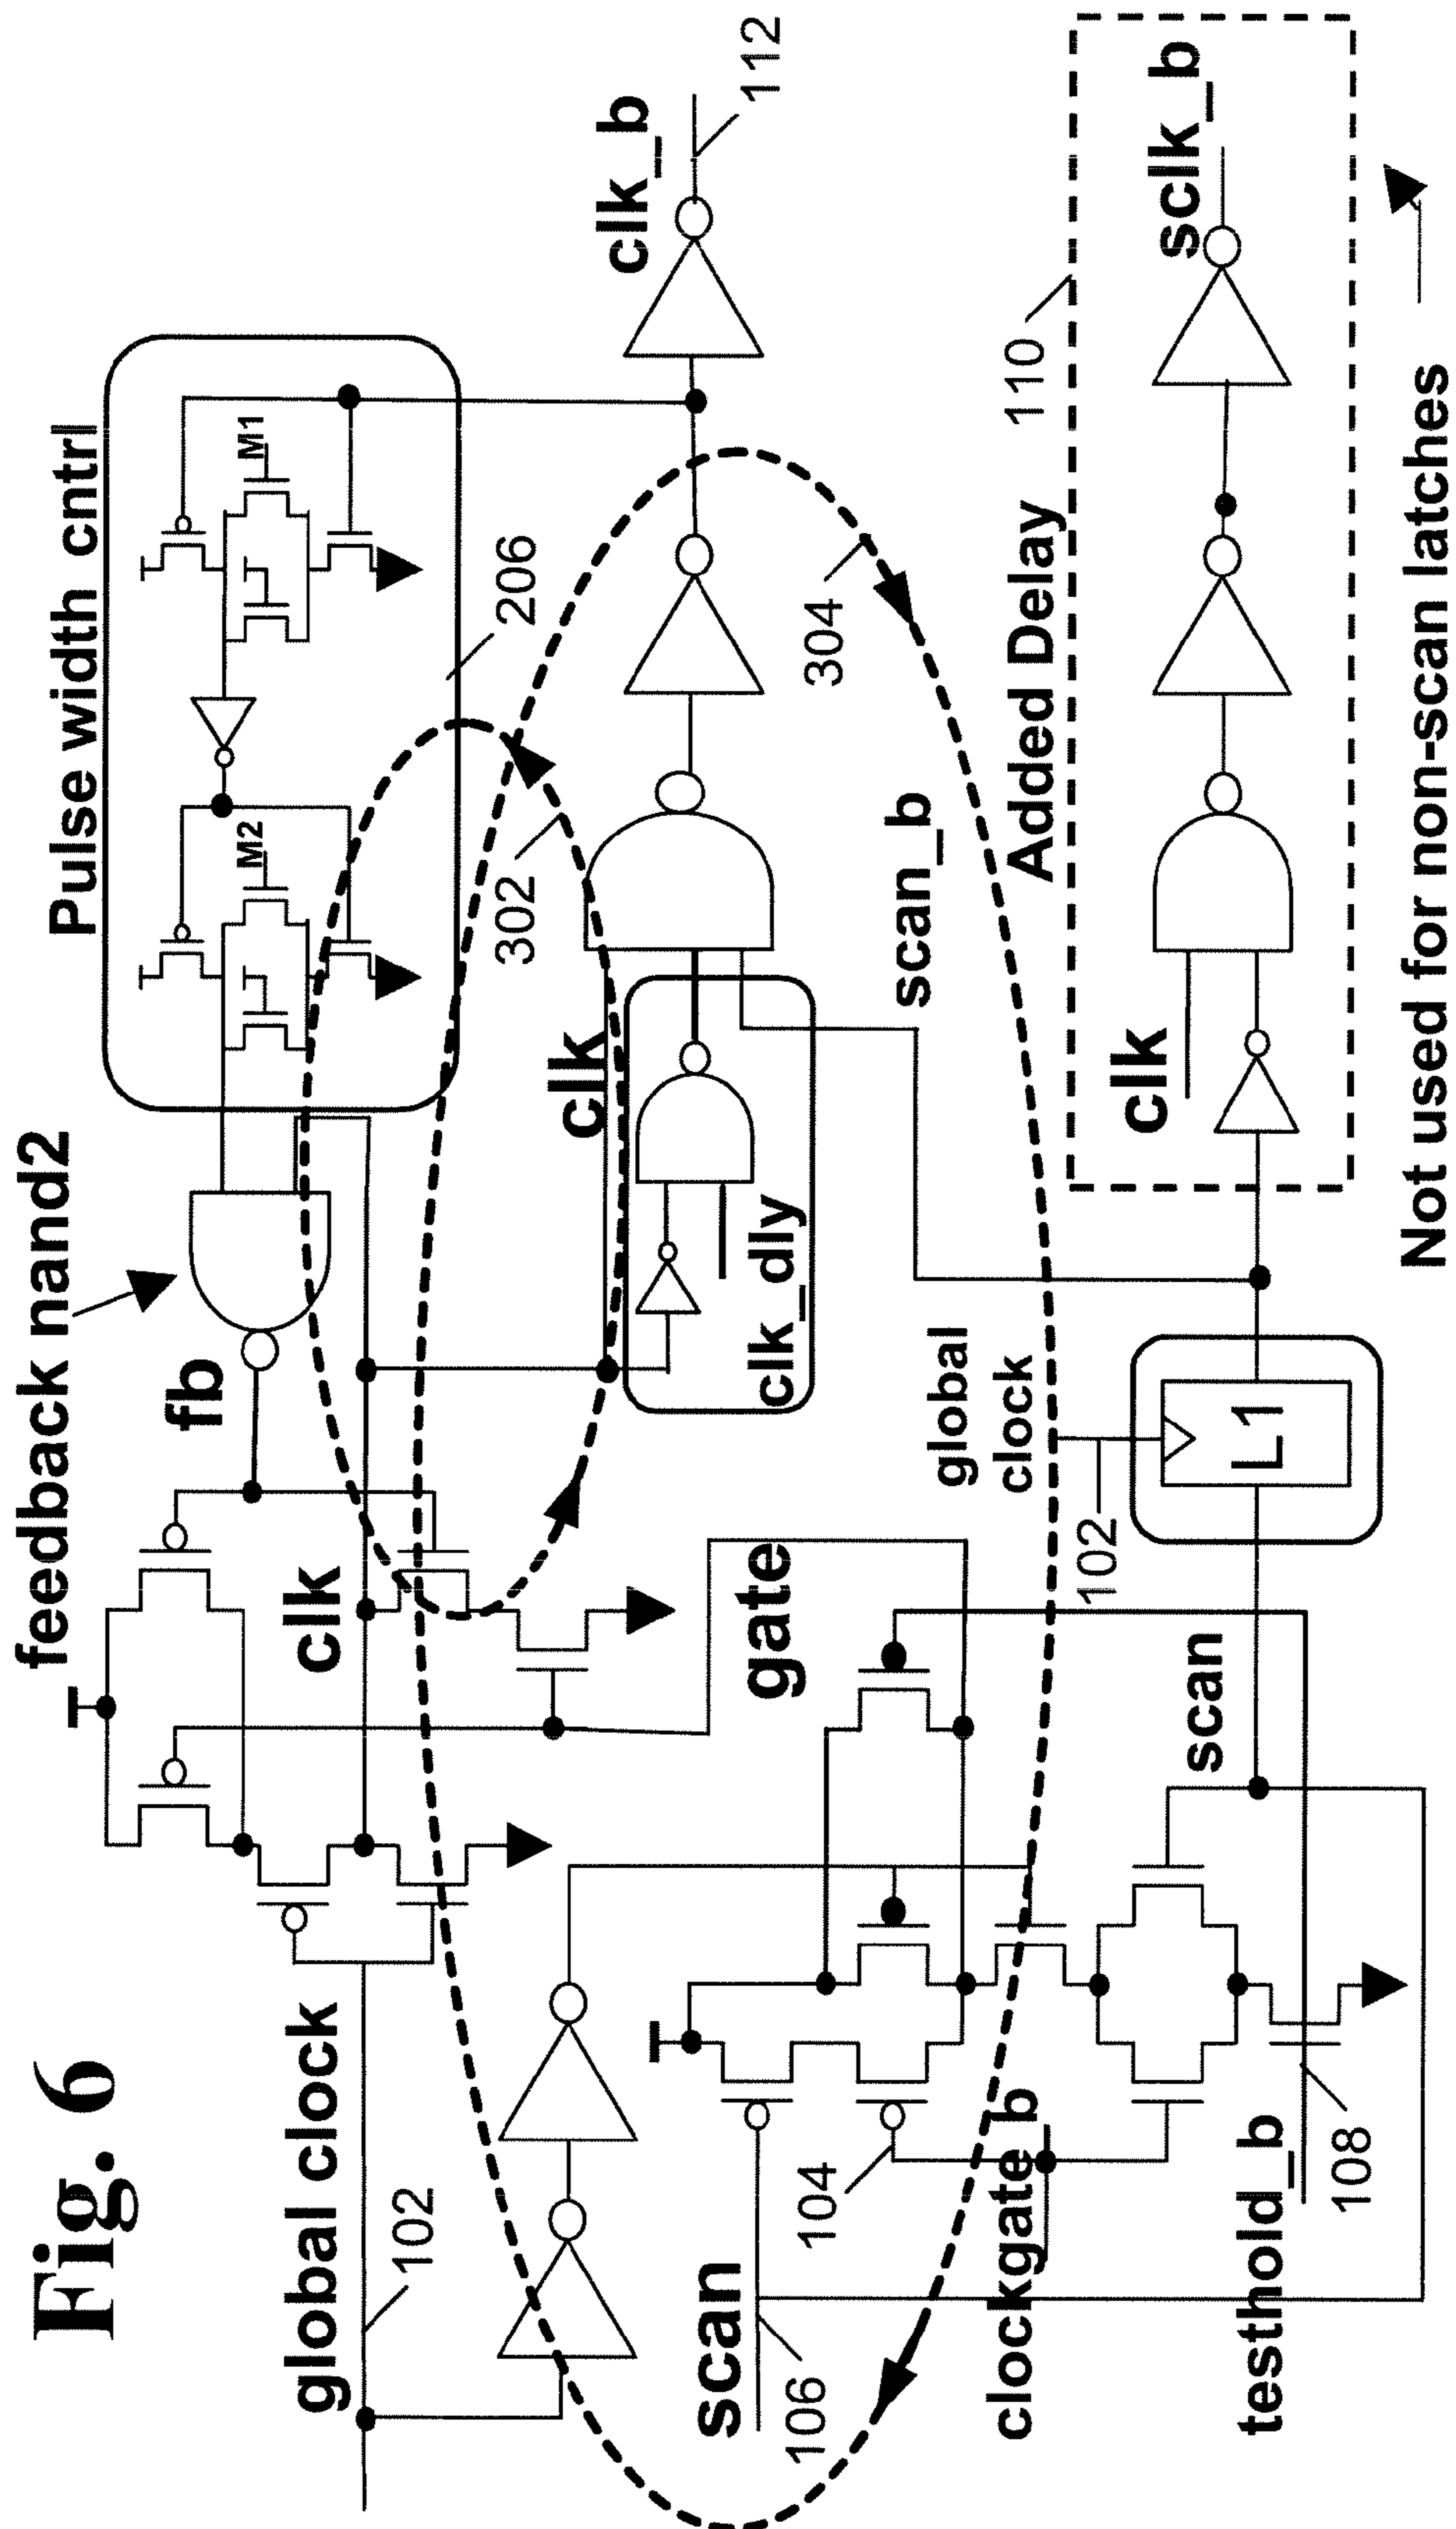 Fig. 6
feedback nand2
Pulse width cntrl
M2
M1
fb
206
global clock
102
clk
clk
302
clk_b
112
clk_dly
304
scan
106
104
gate
scan_b
clockgate_b
global
clock
102
Added Delay
110
testhold_b
108
scan
L1
clk
sclk_b
Not used for non-scan latches